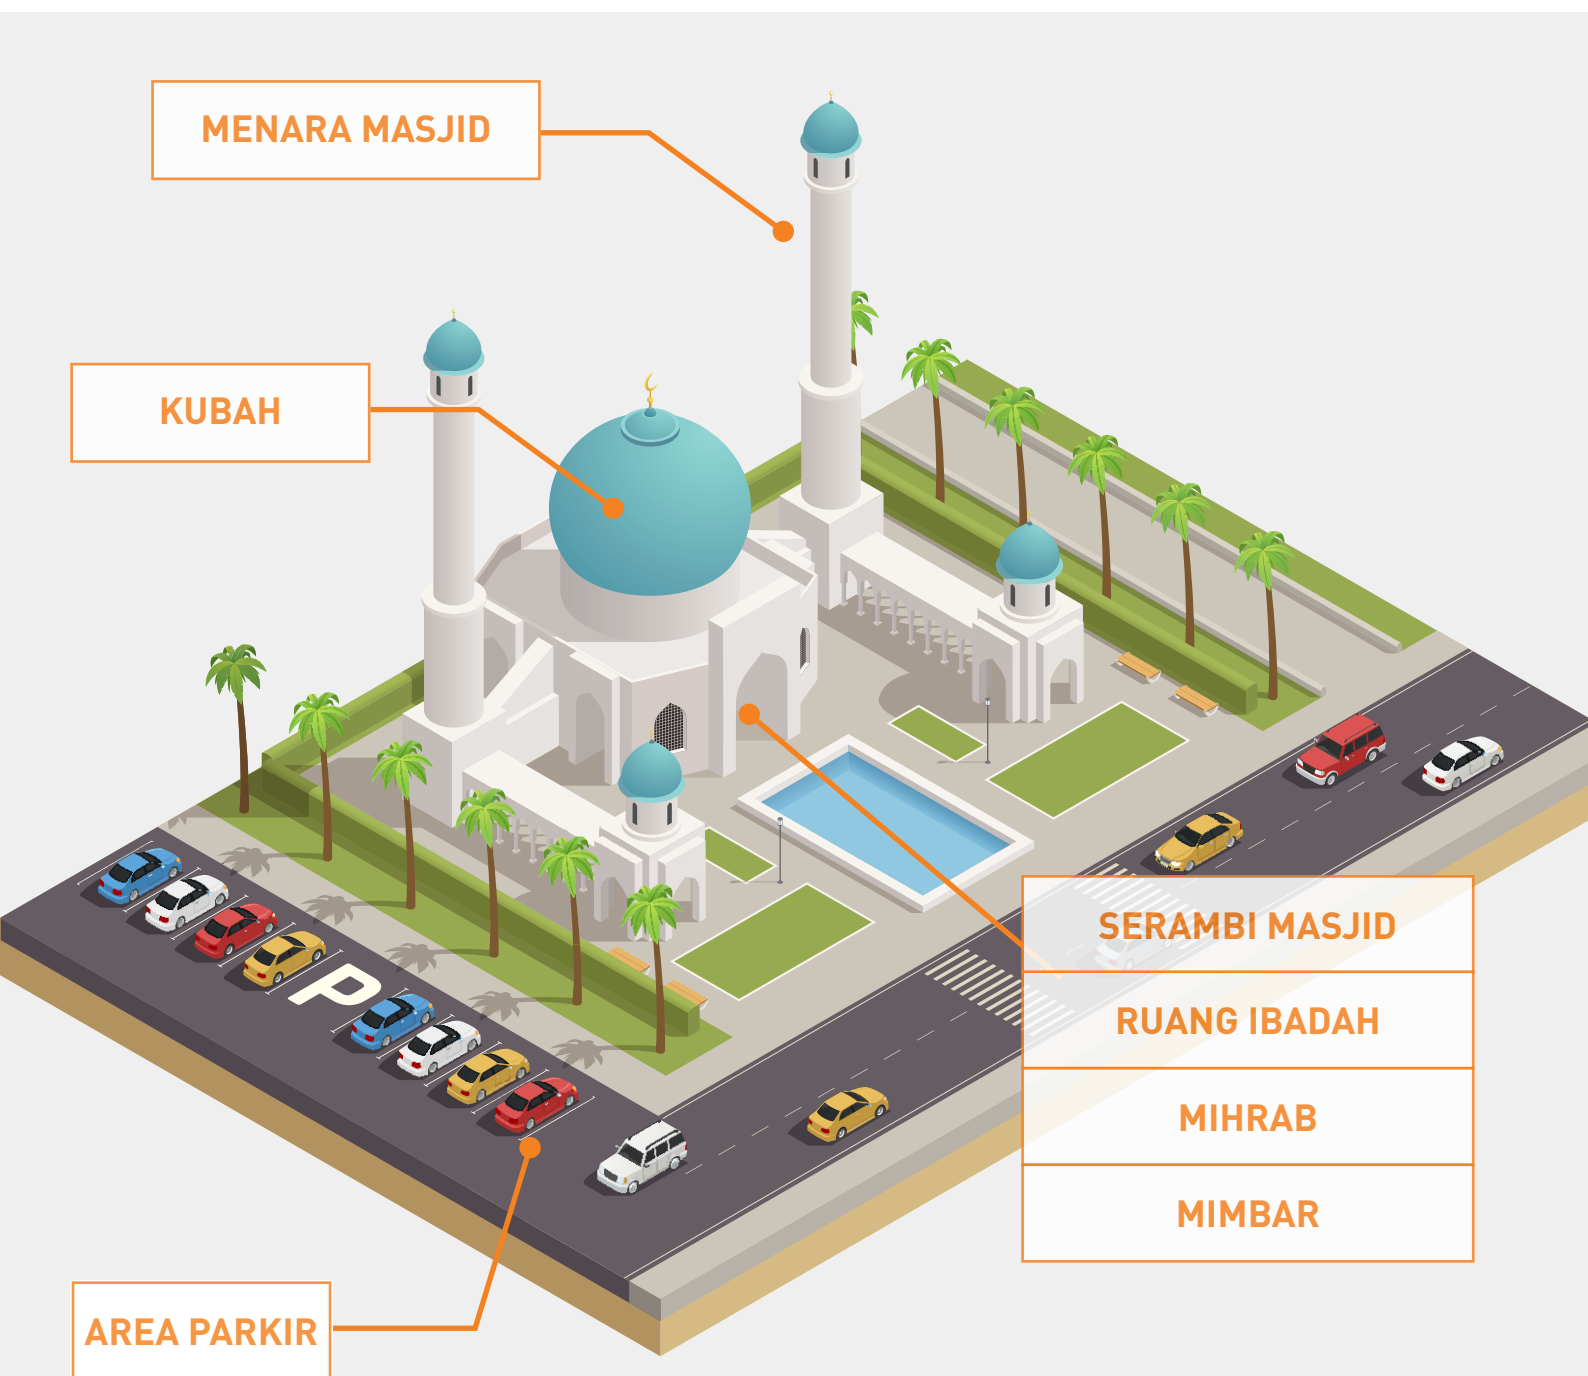 MENARA MASJID
KUBAH
P
SERAMBI MASJID
RUANG IBADAH
MIHRAB
MIMBAR
AREA PARKIR